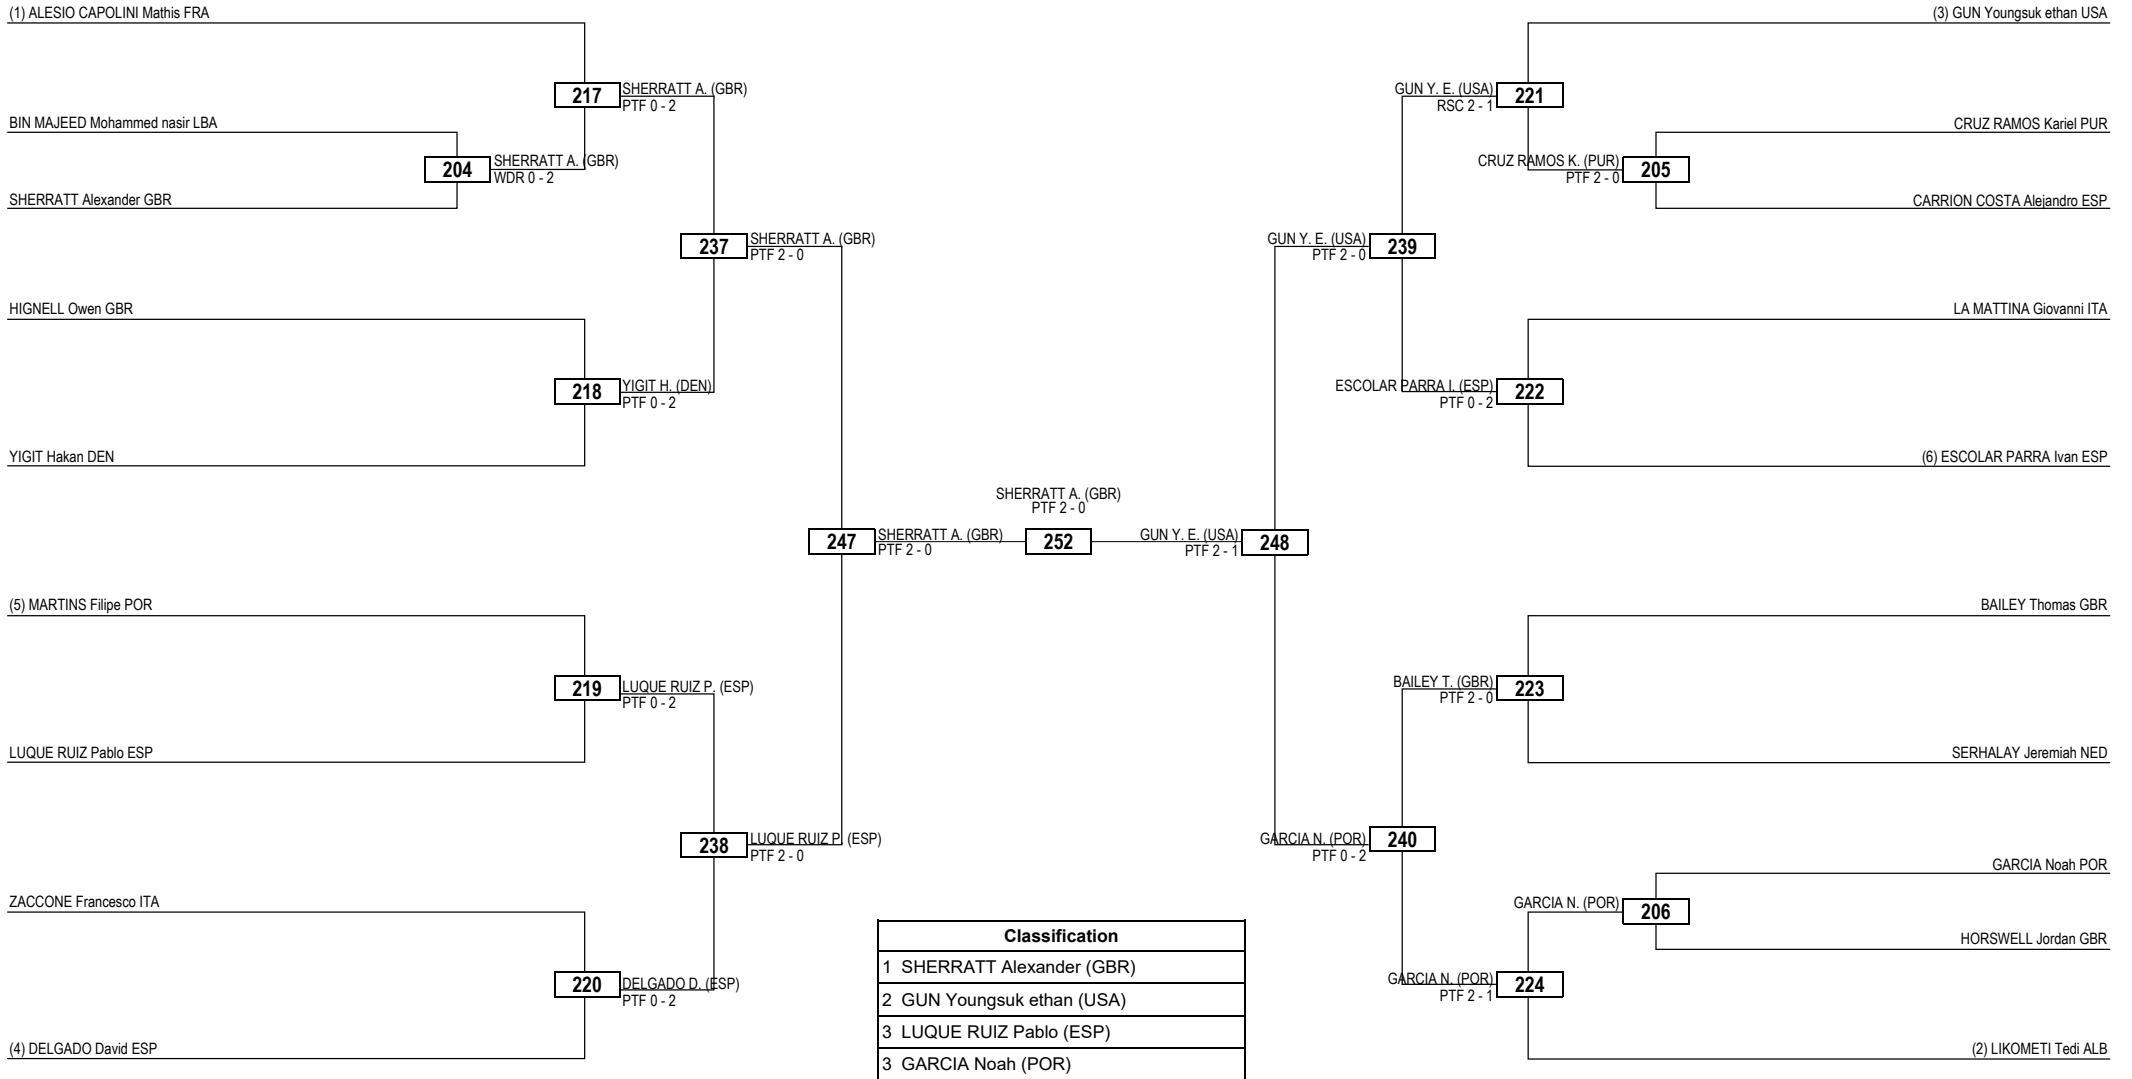 (1) ALESIO CAPOLINI Mathis FRA
(3) GUN Youngsuk ethan USA
217
SHERRATT A. (GBR)
PTF 0 - 2
GUN Y. E. (USA)
RSC 2 - 1
221
BIN MAJEED Mohammed nasir LBA
CRUZ RAMOS Kariel PUR
204
SHERRATT A. (GBR)
WDR 0 - 2
CRUZ RAMOS K. (PUR)
PTF 2 - 0
205
SHERRATT Alexander GBR
CARRION COSTA Alejandro ESP
237
SHERRATT A. (GBR)
PTF 2 - 0
GUN Y. E. (USA)
PTF 2 - 0
239
HIGNELL Owen GBR
LA MATTINA Giovanni ITA
218
YIGIT H. (DEN)
PTF 0 - 2
ESCOLAR PARRA I. (ESP)
PTF 0 - 2
222
YIGIT Hakan DEN
(6) ESCOLAR PARRA Ivan ESP
SHERRATT A. (GBR)
PTF 2 - 0
247
SHERRATT A. (GBR)
PTF 2 - 0
252
GUN Y. E. (USA)
PTF 2 - 1
248
(5) MARTINS Filipe POR
BAILEY Thomas GBR
219
LUQUE RUIZ P. (ESP)
PTF 0 - 2
BAILEY T. (GBR)
PTF 2 - 0
223
LUQUE RUIZ Pablo ESP
SERHALAY Jeremiah NED
238
LUQUE RUIZ P. (ESP)
PTF 2 - 0
GARCIA N. (POR)
PTF 0 - 2
240
GARCIA Noah POR
ZACCONE Francesco ITA
GARCIA N. (POR)
206
HORSWELL Jordan GBR
220
DELGADO D. (ESP)
PTF 0 - 2
GARCIA N. (POR)
PTF 2 - 1
224
(4) DELGADO David ESP
(2) LIKOMETI Tedi ALB
Classification
1 SHERRATT Alexander (GBR)
2 GUN Youngsuk ethan (USA)
3 LUQUE RUIZ Pablo (ESP)
3 GARCIA Noah (POR)